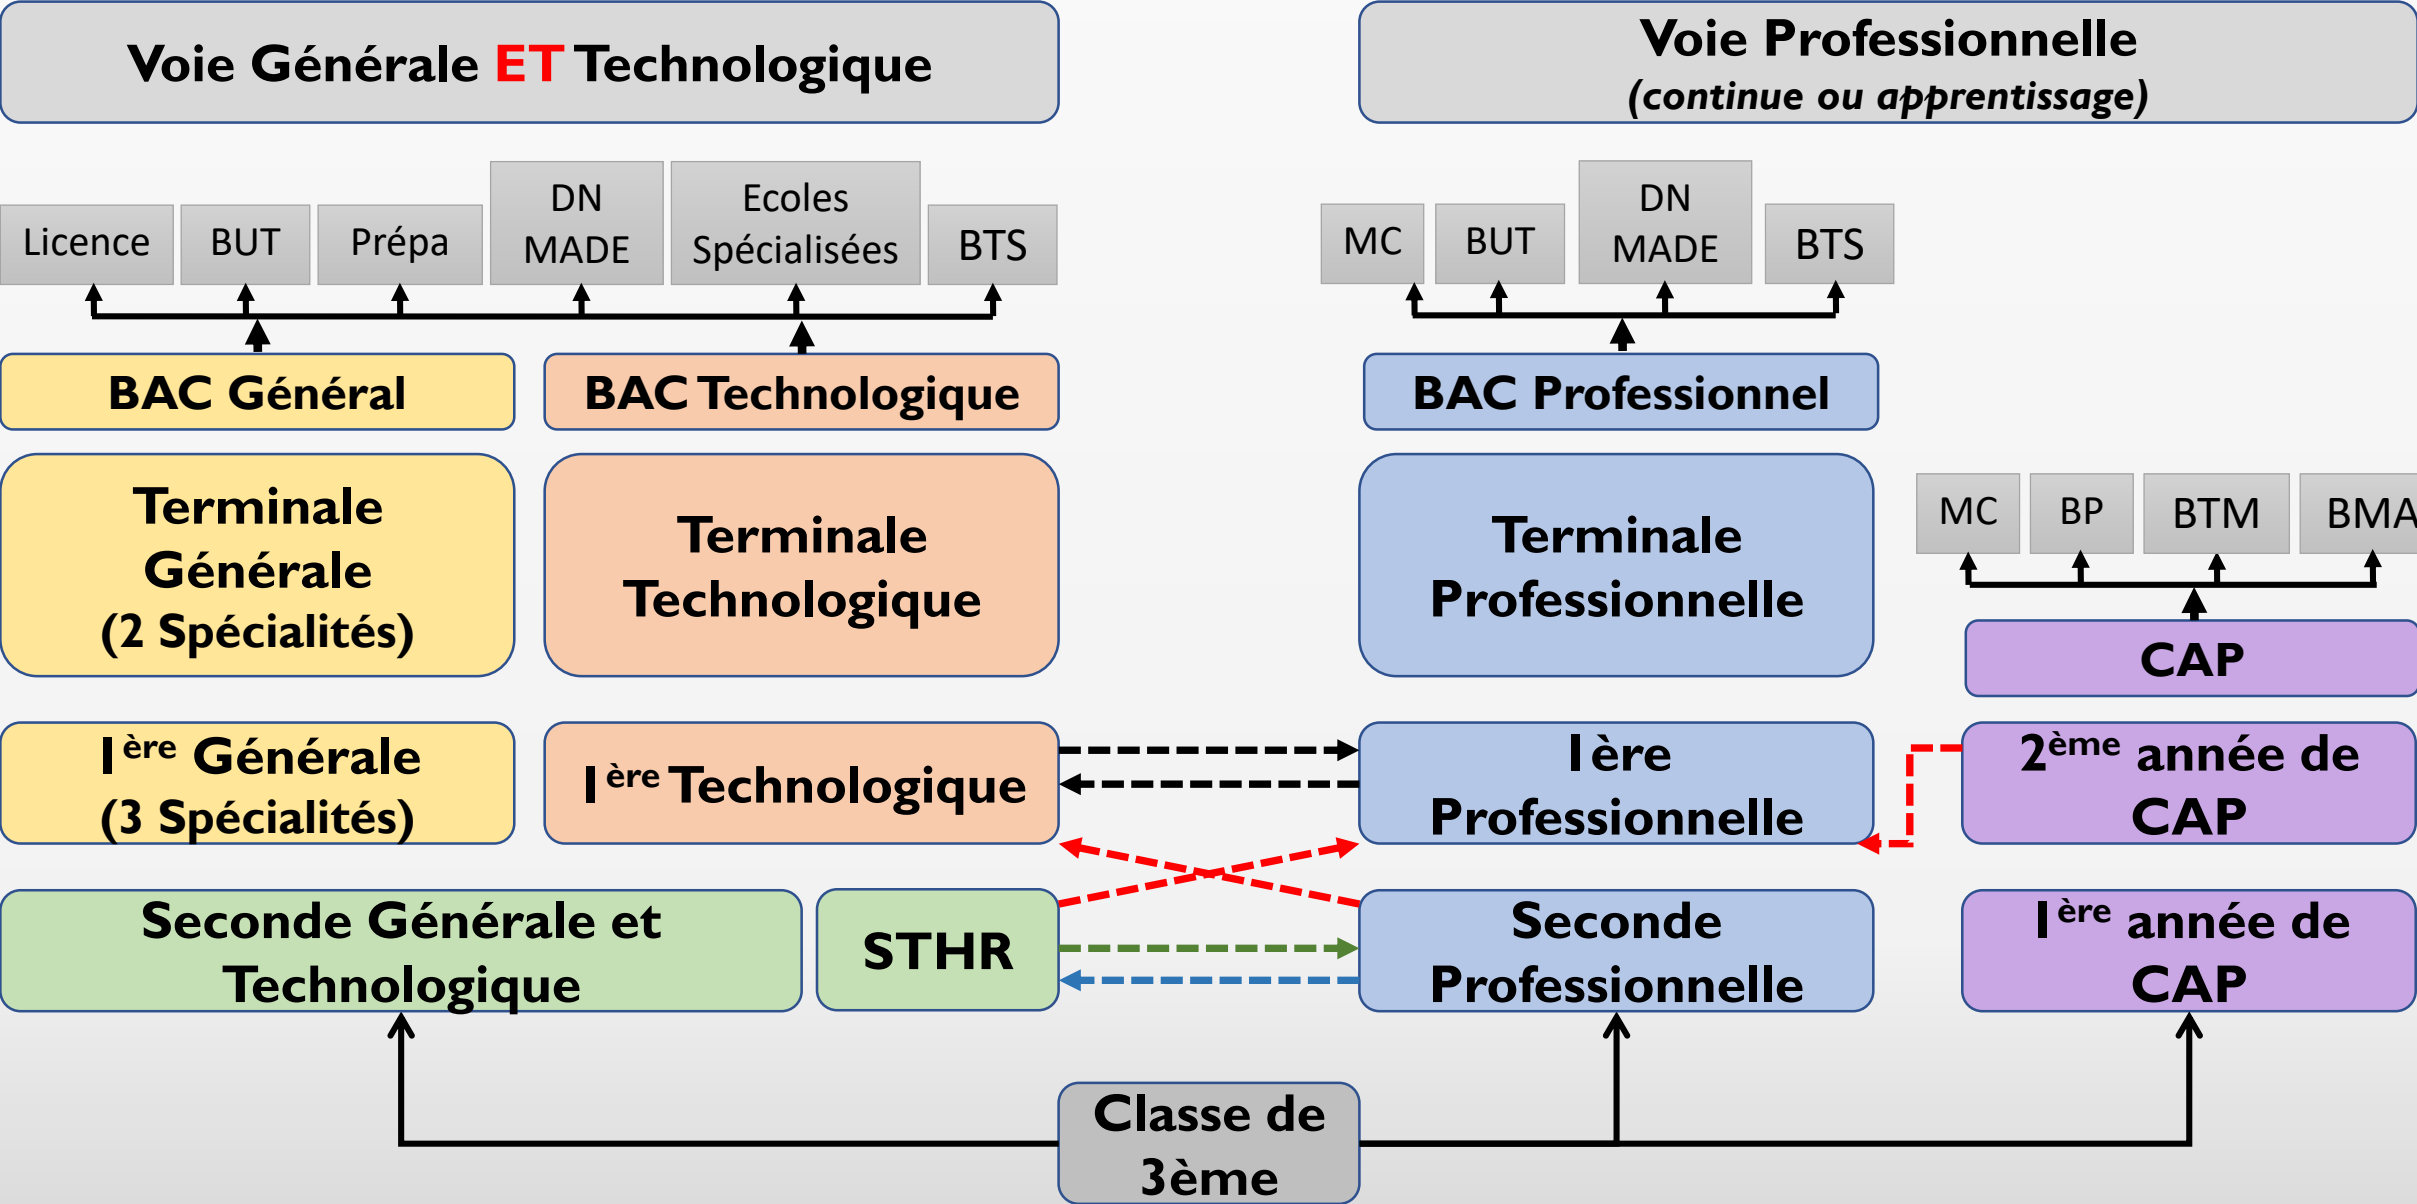 Voie Générale ET Technologique
Voie Professionnelle
(continue ou apprentissage)
Licence
BUT
Prépa
DN
MADE
Ecoles
Spécialisées
BTS
MC
BUT
DN
MADE
BTS
BAC Général
BAC Technologique
BAC Professionnel
Terminale
Générale
(2 Spécialités)
Terminale
Technologique
Terminale
Professionnelle
MC
BP
BTM
BMA
CAP
1ère Générale
(3 Spécialités)
1ère Technologique
1ère
Professionnelle
2ème année de
CAP
Seconde Générale et
Technologique
STHR
Seconde
Professionnelle
1ère année de
CAP
Classe de
3ème